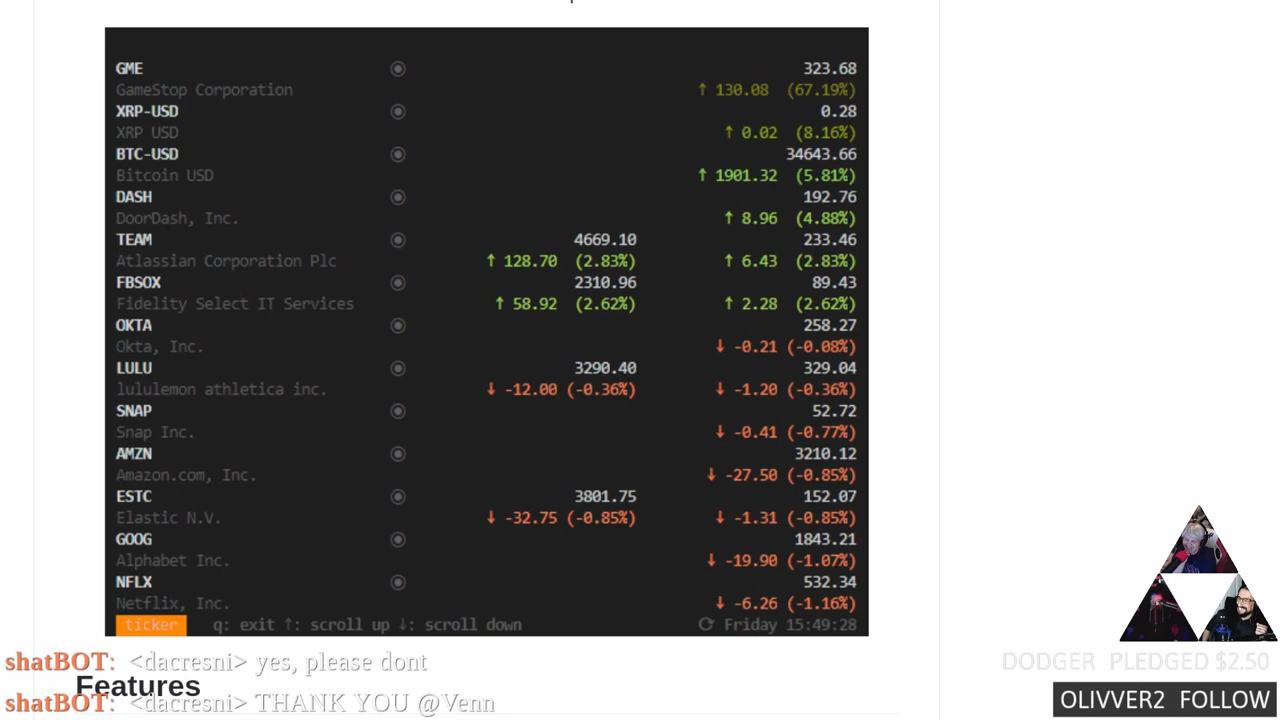 GME ◉ 323.68
GameStop Corporation ↑ 130.08 (67.19%)
XRP-USD ◉ 0.28
XRP USD ↑ 0.02 (8.16%)
BTC-USD ◉ 34643.66
Bitcoin USD ↑ 1901.32 (5.81%)
DASH ◉ 192.76
DoorDash, Inc. ↑ 8.96 (4.88%)
TEAM ◉ 4669.10 233.46
Atlassian Corporation Plc ↑ 128.70 (2.83%) ↑ 6.43 (2.83%)
FBSOX ◉ 2310.96 89.43
Fidelity Select IT Services ↑ 58.92 (2.62%) ↑ 2.28 (2.62%)
OKTA ◉ 258.27
Okta, Inc. ↓ -0.21 (-0.08%)
LULU ◉ 3290.40 329.04
lululemon athletica inc. ↓ -12.00 (-0.36%) ↓ -1.20 (-0.36%)
SNAP ◉ 52.72
Snap Inc. ↓ -0.41 (-0.77%)
AMZN ◉ 3210.12
Amazon.com, Inc. ↓ -27.50 (-0.85%)
ESTC ◉ 3801.75 152.07
Elastic N.V. ↓ -32.75 (-0.85%) ↓ -1.31 (-0.85%)
GOOG ◉ 1843.21
Alphabet Inc. ↓ -19.90 (-1.07%)
NFLX ◉ 532.34
Netflix, Inc. ↓ -6.26 (-1.16%)
ticker q: exit ↑: scroll up ↓: scroll down ⟳ Friday 15:49:28
shatBOT: <dacresni> yes, please dont
Features
shatBOT: <dacresni> THANK YOU @Venn
DODGER PLEDGED $2.50
OLIVVER2 FOLLOW